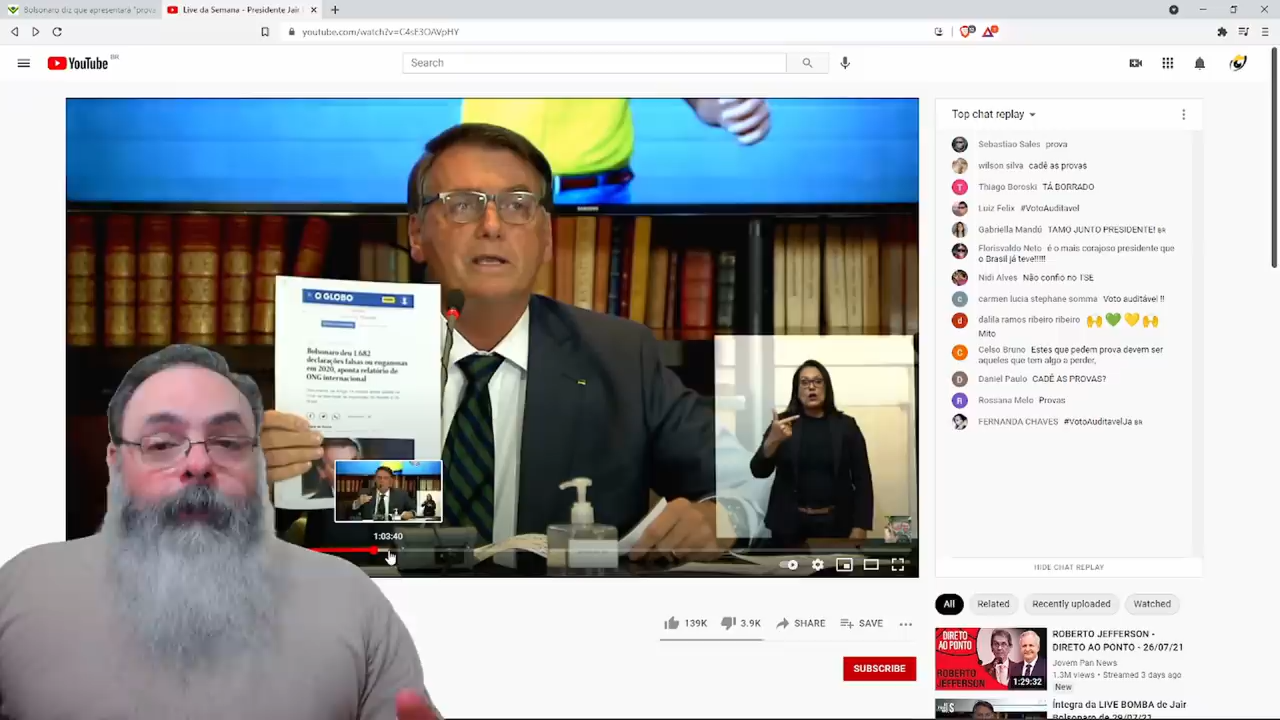 Bolsonaro diz que apresentará "prova
Live da Semana - Presidente Jair
youtube.com/watch?v=C4sE3OAVpHY
YouTube BR
Search
Top chat replay
Sebastiao Sales prova
wilson silva cadê as provas
Thiago Boroski TÁ BORRADO
Luiz Felix #VotoAuditavel
Gabriella Mandú TAMO JUNTO PRESIDENTE! BR
Florisvaldo Neto é o mais corajoso presidente que
o Brasil já teve!!!!!!
Nidi Alves Não confio no TSE
carmen lucia stephane somma Voto auditável !!
dalila ramos ribeiro ribeiro 🙌💚💛🙌
Mito
Celso Bruno Estes que pedem prova devem ser
aqueles que tem algo a perder,
Daniel Paulo CADÊ AS PROVAS?
Rossana Melo Provas
FERNANDA CHAVES #VotoAuditavelJa BR
HIDE CHAT REPLAY
O GLOBO
Bolsonaro deu 1.682
declarações falsas ou enganosas
em 2020, aponta relatório de
ONG internacional
1:03:40
139K
3.9K
SHARE
SAVE
SUBSCRIBE
All
Related
Recently uploaded
Watched
DIRETO
AO PONTO
ROBERTO
JEFFERSON
1:29:32
ROBERTO JEFFERSON -
DIRETO AO PONTO - 26/07/21
Jovem Pan News
1.3M views • Streamed 3 days ago
New
Íntegra da LIVE BOMBA de Jair
Bolsonaro de 29/07/21